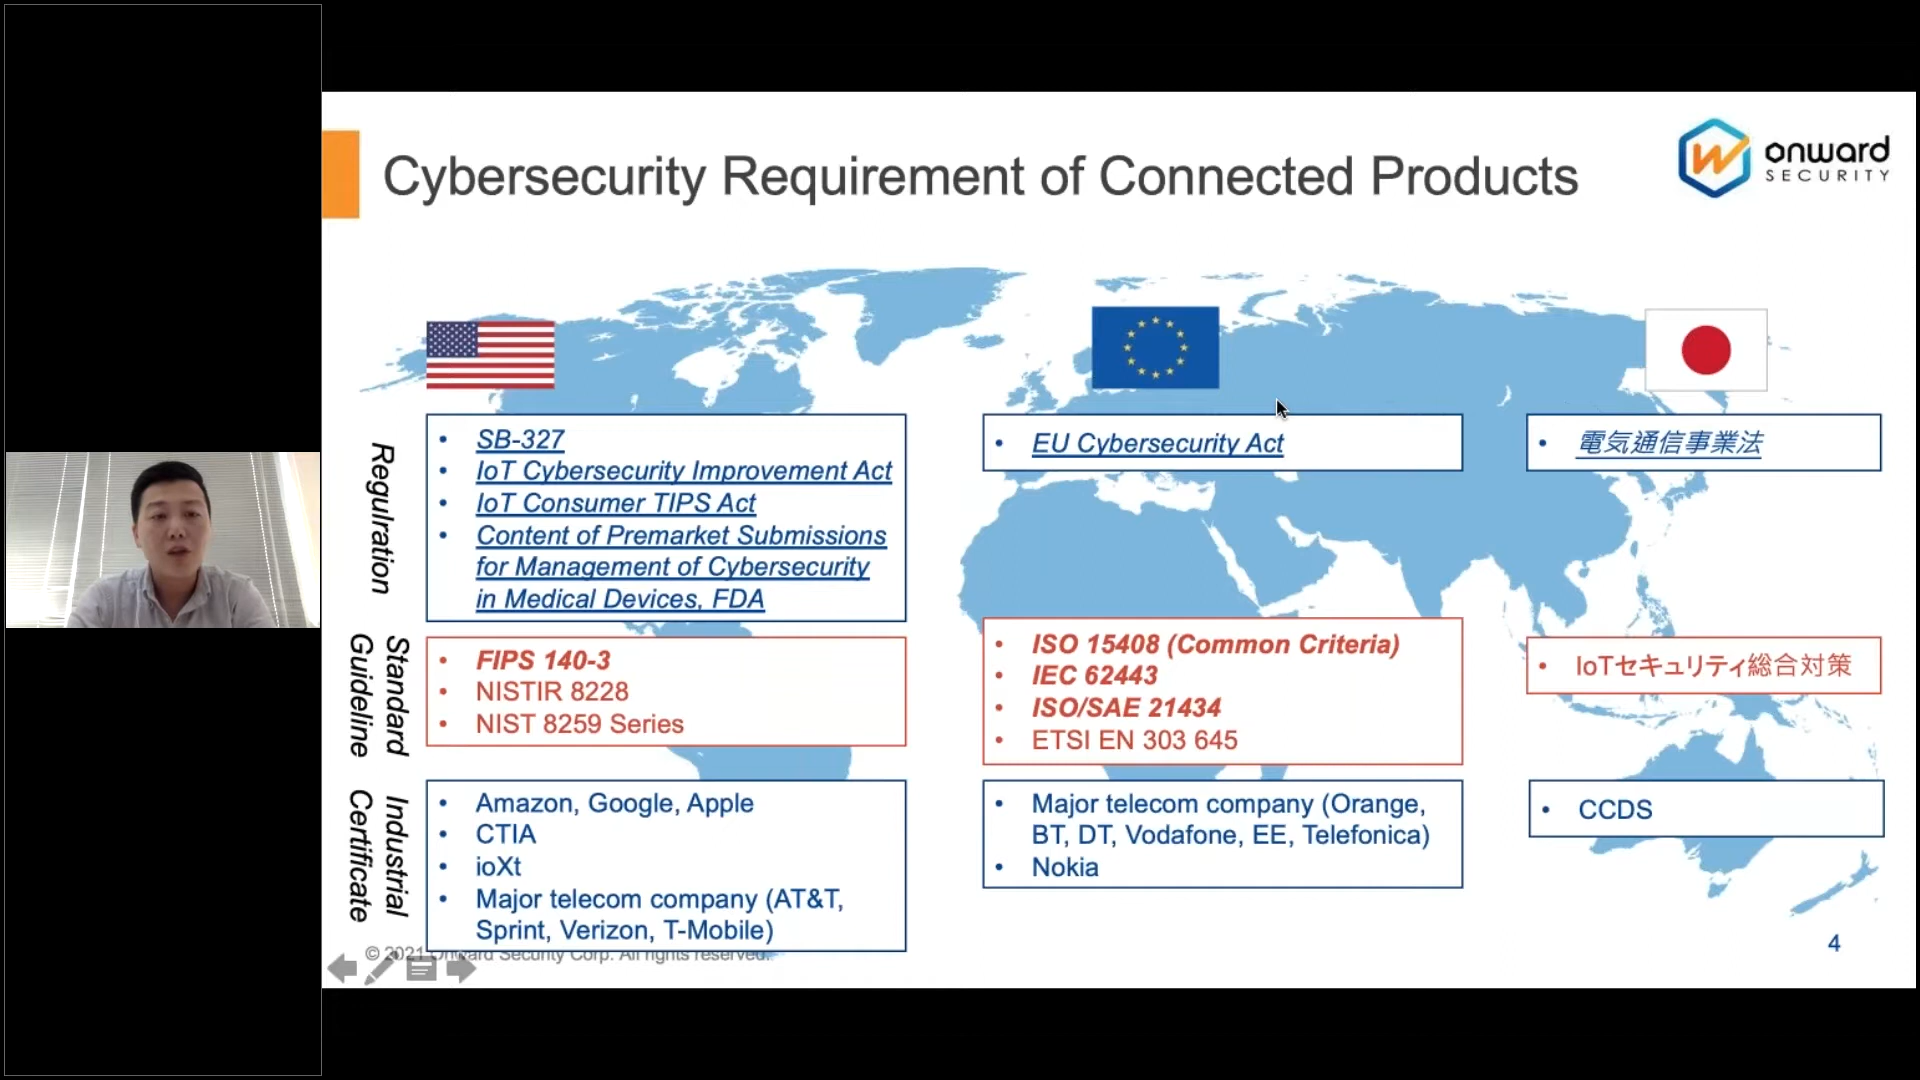 Cybersecurity Requirement of Connected Products
onward
SECURITY
Regulration
• SB-327
• IoT Cybersecurity Improvement Act
• IoT Consumer TIPS Act
• Content of Premarket Submissions
for Management of Cybersecurity
in Medical Devices, FDA
• EU Cybersecurity Act
• 電気通信事業法
Standard
Guideline
• FIPS 140-3
• NISTIR 8228
• NIST 8259 Series
• ISO 15408 (Common Criteria)
• IEC 62443
• ISO/SAE 21434
• ETSI EN 303 645
• IoTセキュリティ総合対策
Industrial
Certificate
• Amazon, Google, Apple
• CTIA
• ioXt
• Major telecom company (AT&T,
Sprint, Verizon, T-Mobile)
• Major telecom company (Orange,
BT, DT, Vodafone, EE, Telefonica)
• Nokia
• CCDS
© 2021 Onward Security Corp. All rights reserved.
4